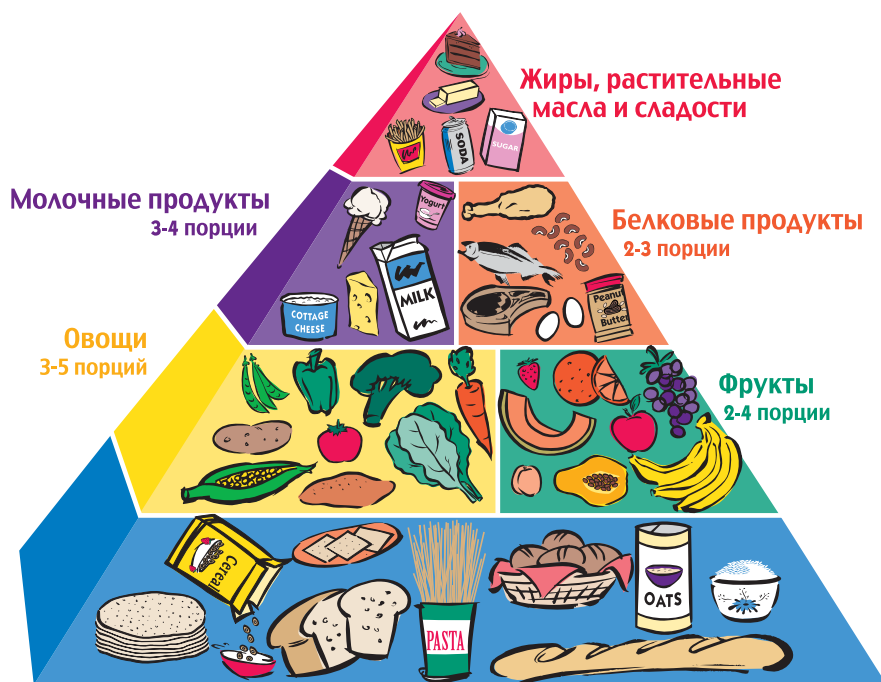 Жиры, растительные
масла и сладости
SODA
SUGAR
Молочные продукты
3-4 порции
Yogurt
MILK
COTTAGE
CHEESE
Белковые продукты
2-3 порции
Peanut
Butter
Овощи
3-5 порций
Фрукты
2-4 порции
Cereal
PASTA
OATS